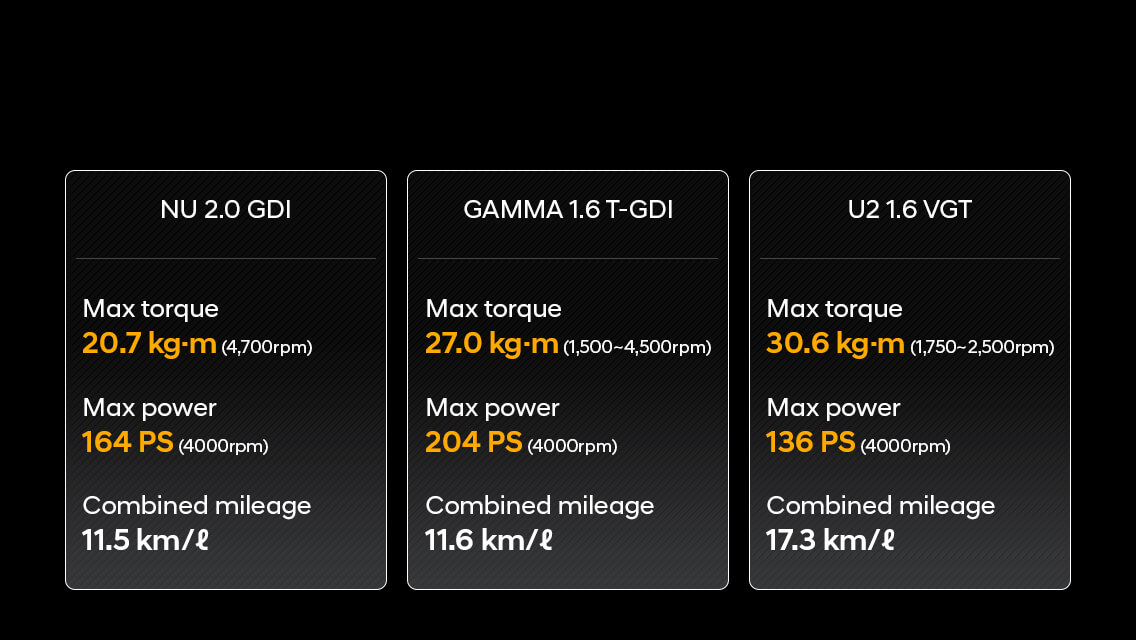 NU 2.0 GDI
Max torque
20.7 kg·m (4,700rpm)
Max power
164 PS (4000rpm)
Combined mileage
11.5 km/ℓ
GAMMA 1.6 T-GDI
Max torque
27.0 kg·m (1,500~4,500rpm)
Max power
204 PS (4000rpm)
Combined mileage
11.6 km/ℓ
U2 1.6 VGT
Max torque
30.6 kg·m (1,750~2,500rpm)
Max power
136 PS (4000rpm)
Combined mileage
17.3 km/ℓ